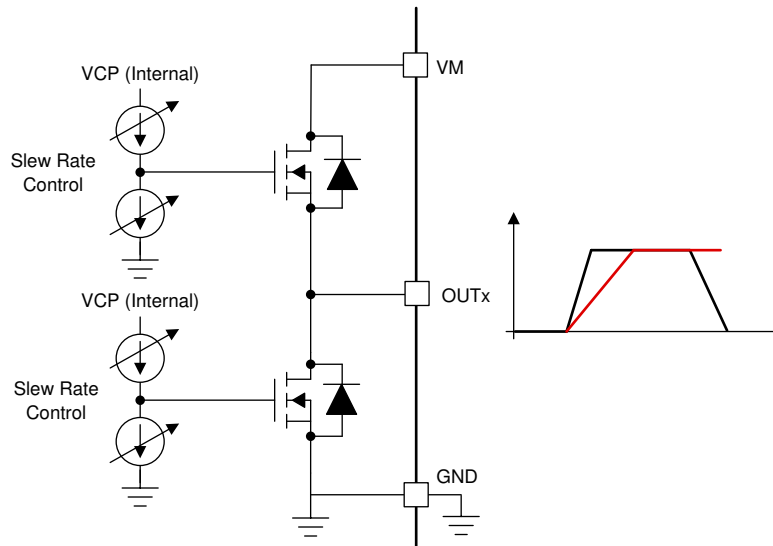 VCP (Internal)
VM
Slew Rate
Control
OUTx
VCP (Internal)
Slew Rate
Control
GND